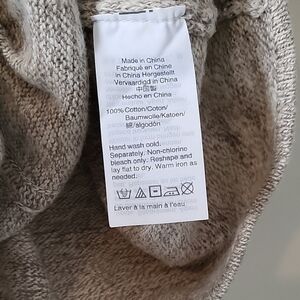 Made in China
Fabriqué en Chine
in China Hergestellt
Vervaardigd in China
中国製
Hecho en China
100% Cotton/Coton/
Baumwolle/Katoen/
綿/algodón
Hand wash cold.
Separately. Non-chlorine
bleach only. Reshape and
lay flat to dry. Warm iron as
needed.
Laver à la main à l'eau